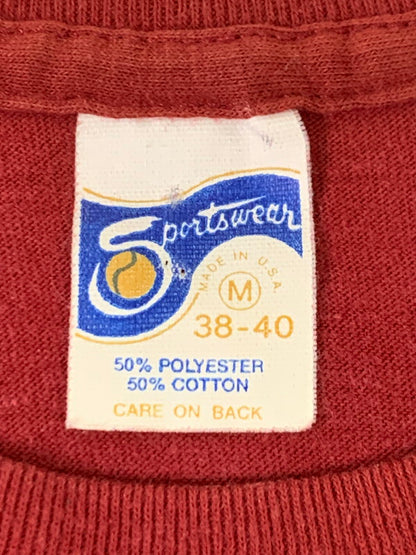 Sportswear
MADE IN U.S.A.
M
38-40
50% POLYESTER
50% COTTON
CARE ON BACK